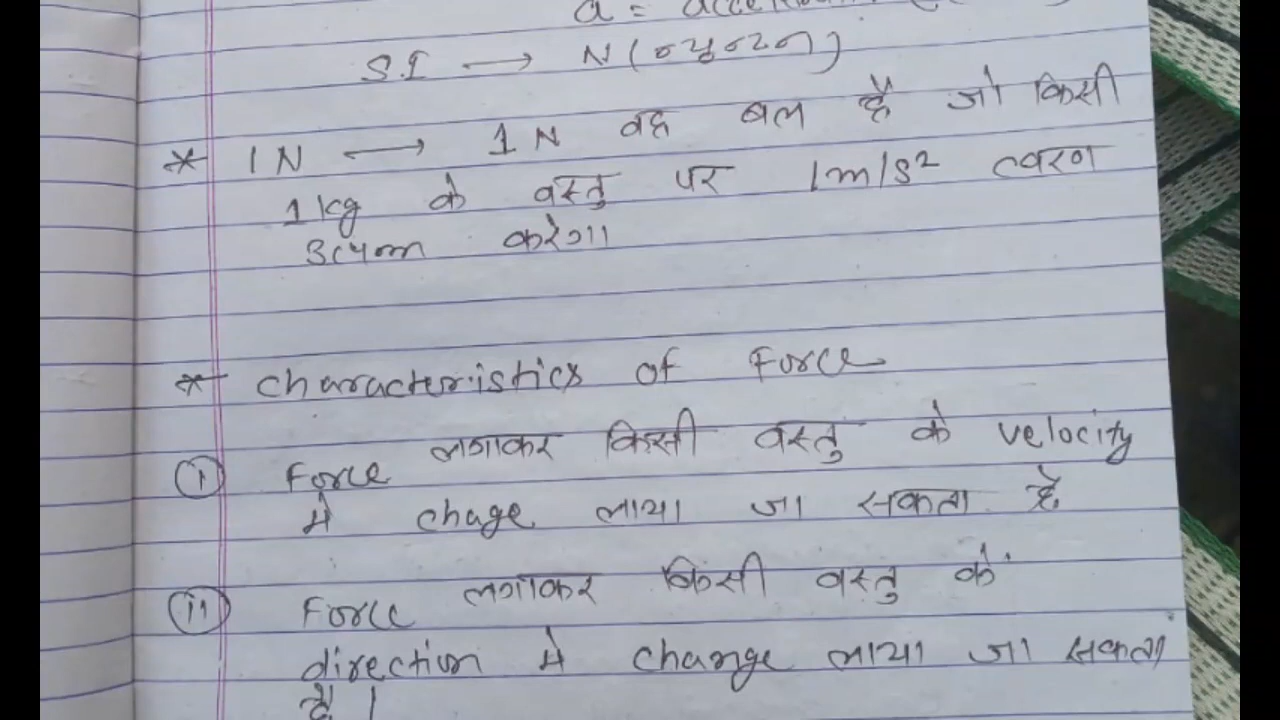 a = 
S.I → N (न्यूटन)
* 1N → 1N वह बल है जो किसी
1kg के वस्तु पर 1m/s² त्वरण
उत्पन्न करेगा
* Characteristics of Force
(i) Force लगाकर किसी वस्तु के velocity
मे chage लाया जा सकता है
(ii) Force लगाकर किसी वस्तु के
direction मे change लाया जा सकता
है।